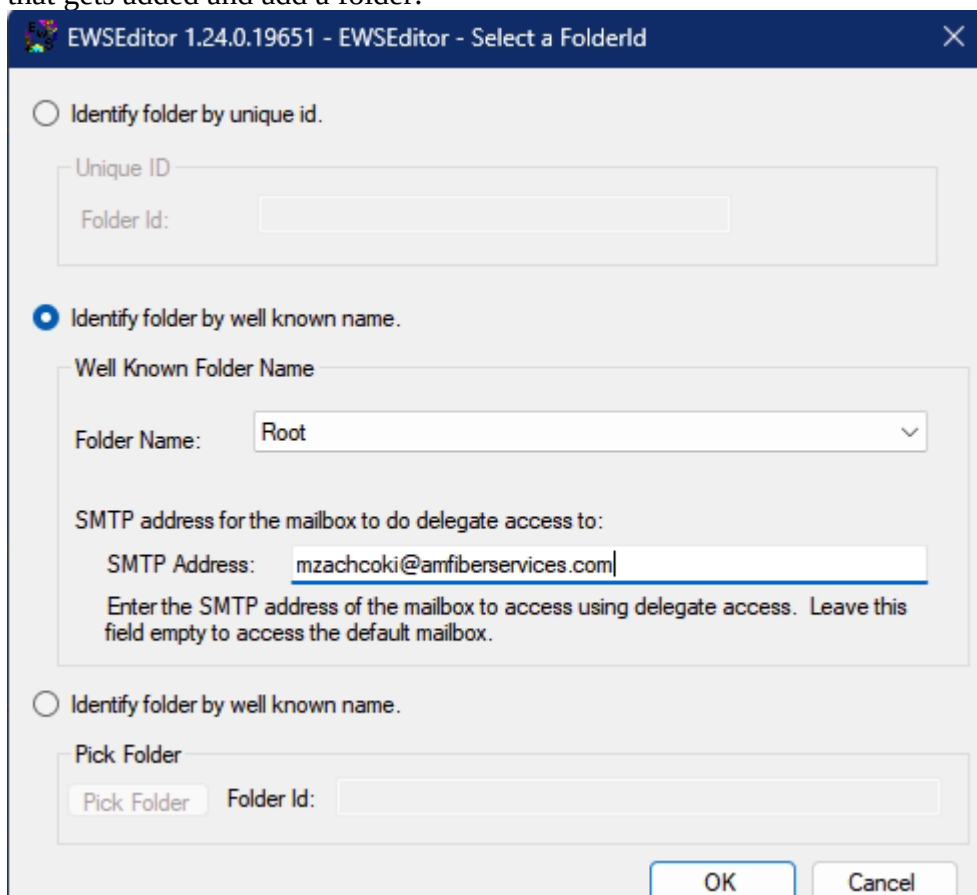 that gets added and add a folder.
EWSEditor 1.24.0.19651 - EWSEditor - Select a FolderId
Identify folder by unique id.
Unique ID
Folder Id:
Identify folder by well known name.
Well Known Folder Name
Folder Name: Root
SMTP address for the mailbox to do delegate access to:
SMTP Address: mzachcoki@amfiberservices.com
Enter the SMTP address of the mailbox to access using delegate access. Leave this
field empty to access the default mailbox.
Identify folder by well known name.
Pick Folder
Pick Folder Folder Id:
OK Cancel